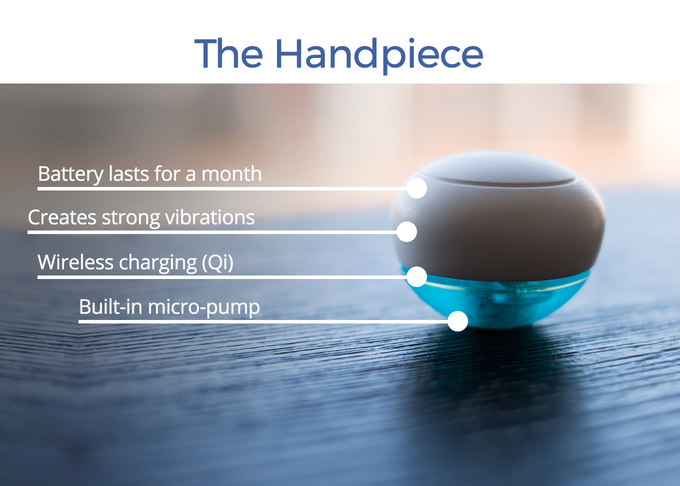 The Handpiece
Battery lasts for a month
Creates strong vibrations
Wireless charging (Qi)
Built-in micro-pump